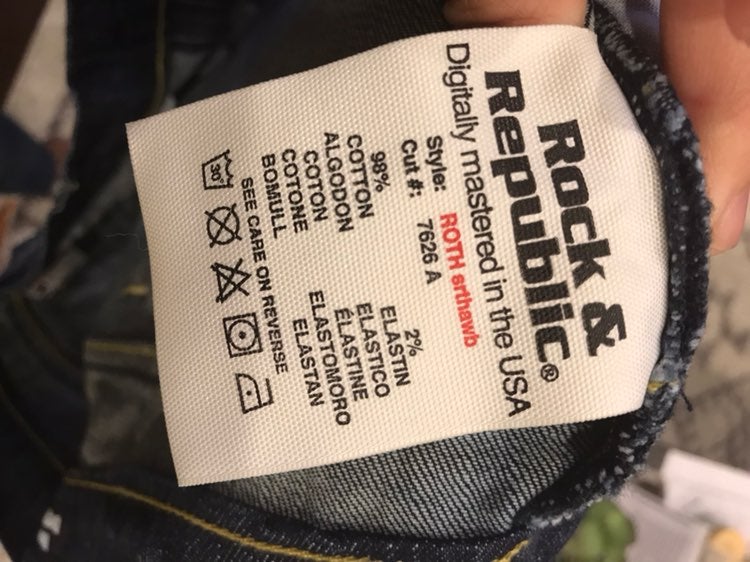 Rock &
Republic®
Digitally mastered in the USA
Style: ROTH srthawb
Cut #: 7626 A
98% 2%
COTTON ELASTIN
ALGODON ELASTICO
COTON ÉLASTINE
COTONE ELASTOMORO
BOMULL ELASTAN
SEE CARE ON REVERSE
30°